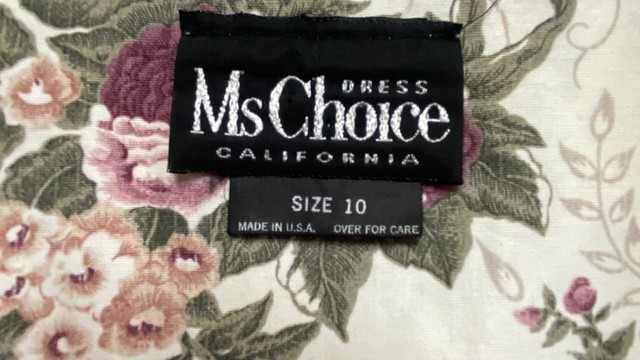 DRESS
Ms Choice
CALIFORNIA
SIZE 10
MADE IN U.S.A. OVER FOR CARE